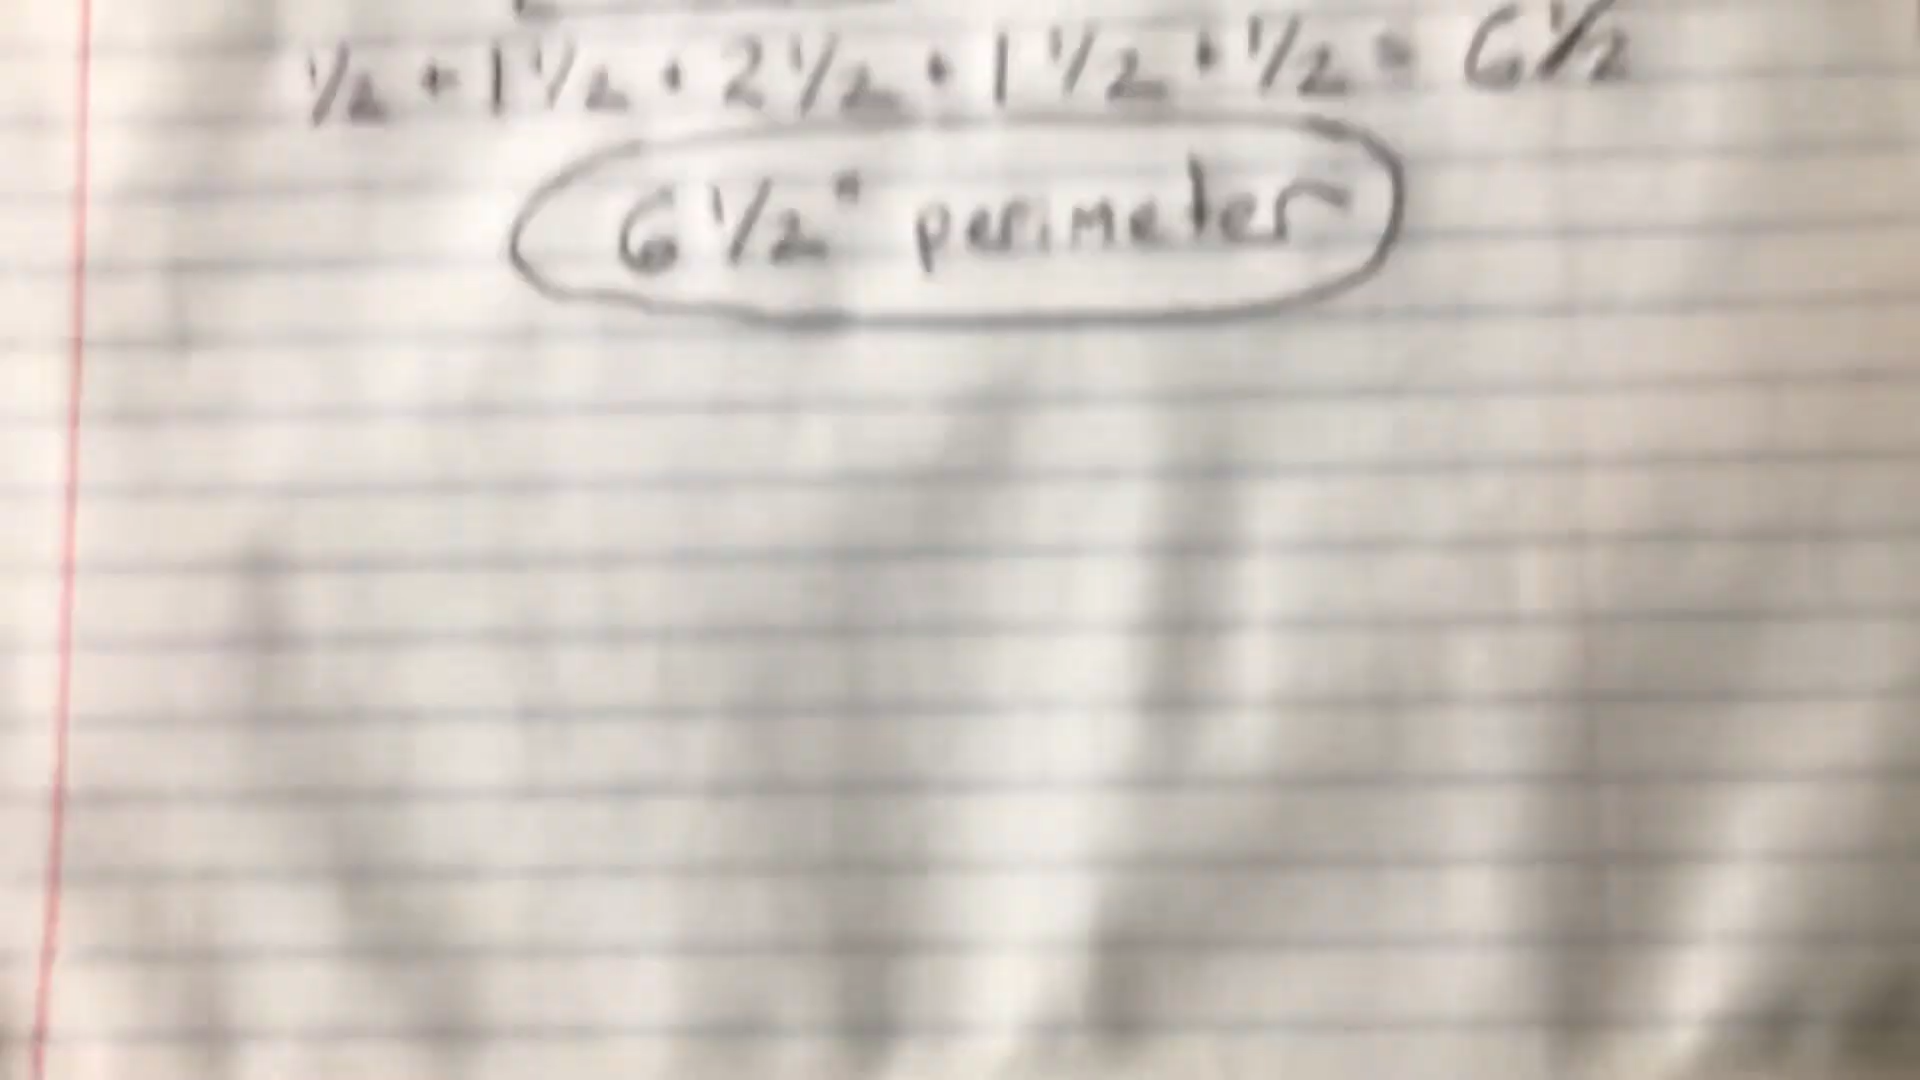 1/2 + 1 1/2 + 2 1/2 + 1 1/2 + 1/2 = 6 1/2
6 1/2" perimeter